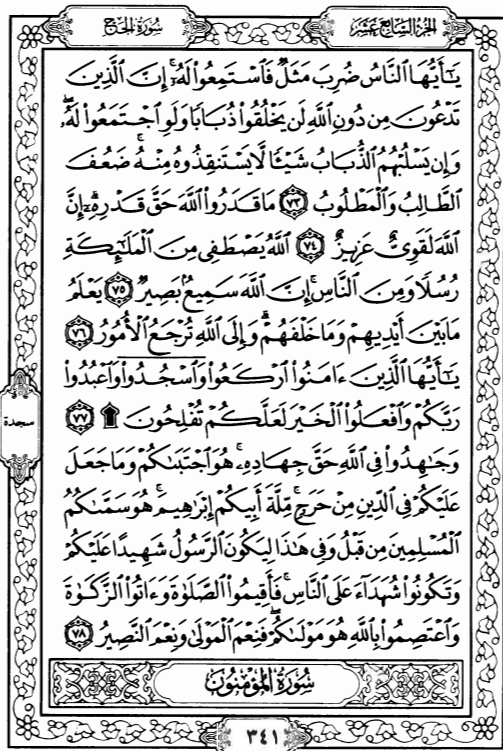 الجزء السابع عشر
سورة الحج
يَٰٓأَيُّهَا ٱلنَّاسُ ضُرِبَ مَثَلٌ فَٱسْتَمِعُوا۟ لَهُۥٓ ۚ إِنَّ ٱلَّذِينَ
تَدْعُونَ مِن دُونِ ٱللَّهِ لَن يَخْلُقُوا۟ ذُبَابًا وَلَوِ ٱجْتَمَعُوا۟ لَهُۥ ۖ
وَإِن يَسْلُبْهُمُ ٱلذُّبَابُ شَيْـًٔا لَّا يَسْتَنقِذُوهُ مِنْهُ ۚ ضَعُفَ
ٱلطَّالِبُ وَٱلْمَطْلُوبُ ٧٣ مَا قَدَرُوا۟ ٱللَّهَ حَقَّ قَدْرِهِۦٓ ۗ إِنَّ
ٱللَّهَ لَقَوِىٌّ عَزِيزٌ ٧٤ ٱللَّهُ يَصْطَفِى مِنَ ٱلْمَلَٰٓئِكَةِ
رُسُلًا وَمِنَ ٱلنَّاسِ ۚ إِنَّ ٱللَّهَ سَمِيعٌۢ بَصِيرٌ ٧٥ يَعْلَمُ
مَا بَيْنَ أَيْدِيهِمْ وَمَا خَلْفَهُمْ ۗ وَإِلَى ٱللَّهِ تُرْجَعُ ٱلْأُمُورُ ٧٦
يَٰٓأَيُّهَا ٱلَّذِينَ ءَامَنُوا۟ ٱرْكَعُوا۟ وَٱسْجُدُوا۟ وَٱعْبُدُوا۟
رَبَّكُمْ وَٱفْعَلُوا۟ ٱلْخَيْرَ لَعَلَّكُمْ تُفْلِحُونَ ۩ ٧٧
سجدة
وَجَٰهِدُوا۟ فِى ٱللَّهِ حَقَّ جِهَادِهِۦ ۚ هُوَ ٱجْتَبَىٰكُمْ وَمَا جَعَلَ
عَلَيْكُمْ فِى ٱلدِّينِ مِنْ حَرَجٍ ۚ مِّلَّةَ أَبِيكُمْ إِبْرَٰهِيمَ ۚ هُوَ سَمَّىٰكُمُ
ٱلْمُسْلِمِينَ مِن قَبْلُ وَفِى هَٰذَا لِيَكُونَ ٱلرَّسُولُ شَهِيدًا عَلَيْكُمْ
وَتَكُونُوا۟ شُهَدَآءَ عَلَى ٱلنَّاسِ ۚ فَأَقِيمُوا۟ ٱلصَّلَوٰةَ وَءَاتُوا۟ ٱلزَّكَوٰةَ
وَٱعْتَصِمُوا۟ بِٱللَّهِ هُوَ مَوْلَىٰكُمْ ۖ فَنِعْمَ ٱلْمَوْلَىٰ وَنِعْمَ ٱلنَّصِيرُ ٧٨
سُورَةُ المُؤْمِنُونَ
٣٤١